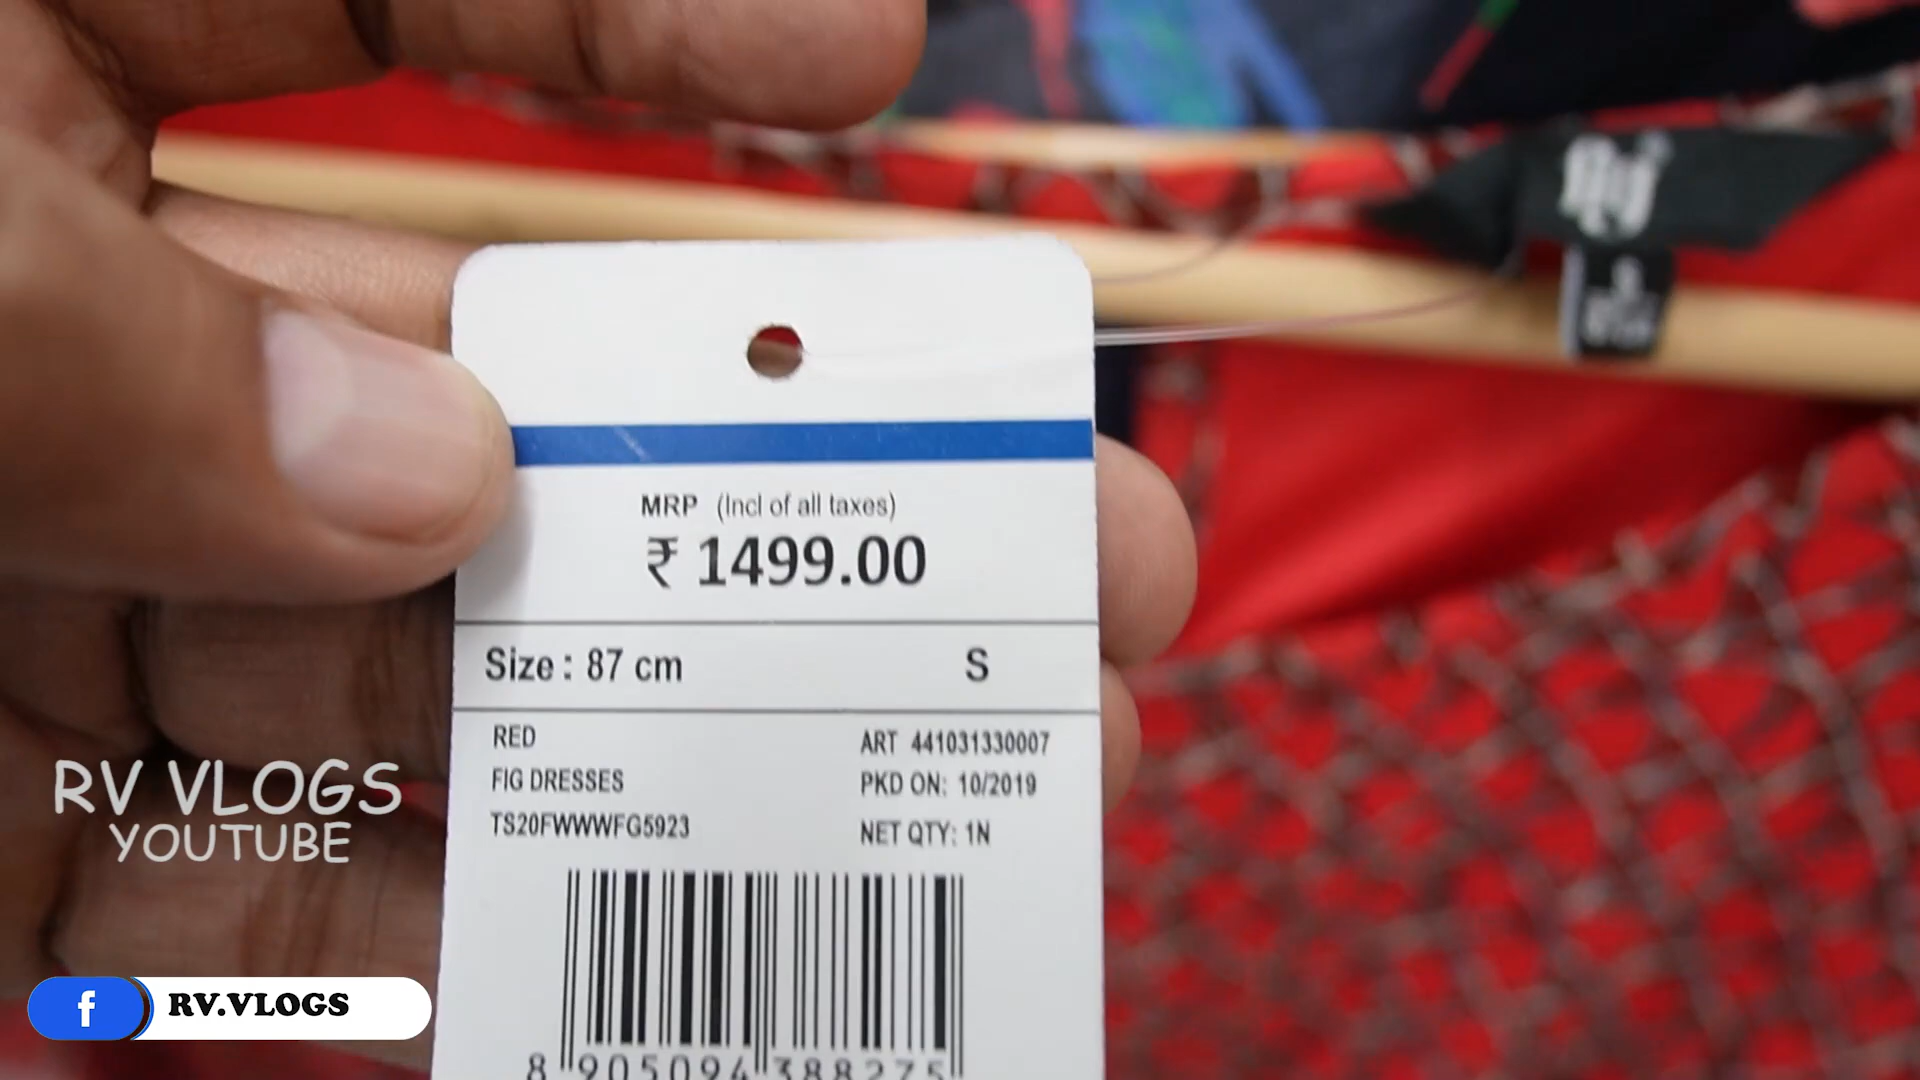 MRP (Incl of all taxes)
₹ 1499.00
Size : 87 cm S
RED
FIG DRESSES
TS20FWWWFG5923
ART 441031330007
PKD ON: 10/2019
NET QTY: 1N
8 905094 388275
RV VLOGS
YOUTUBE
f RV.VLOGS